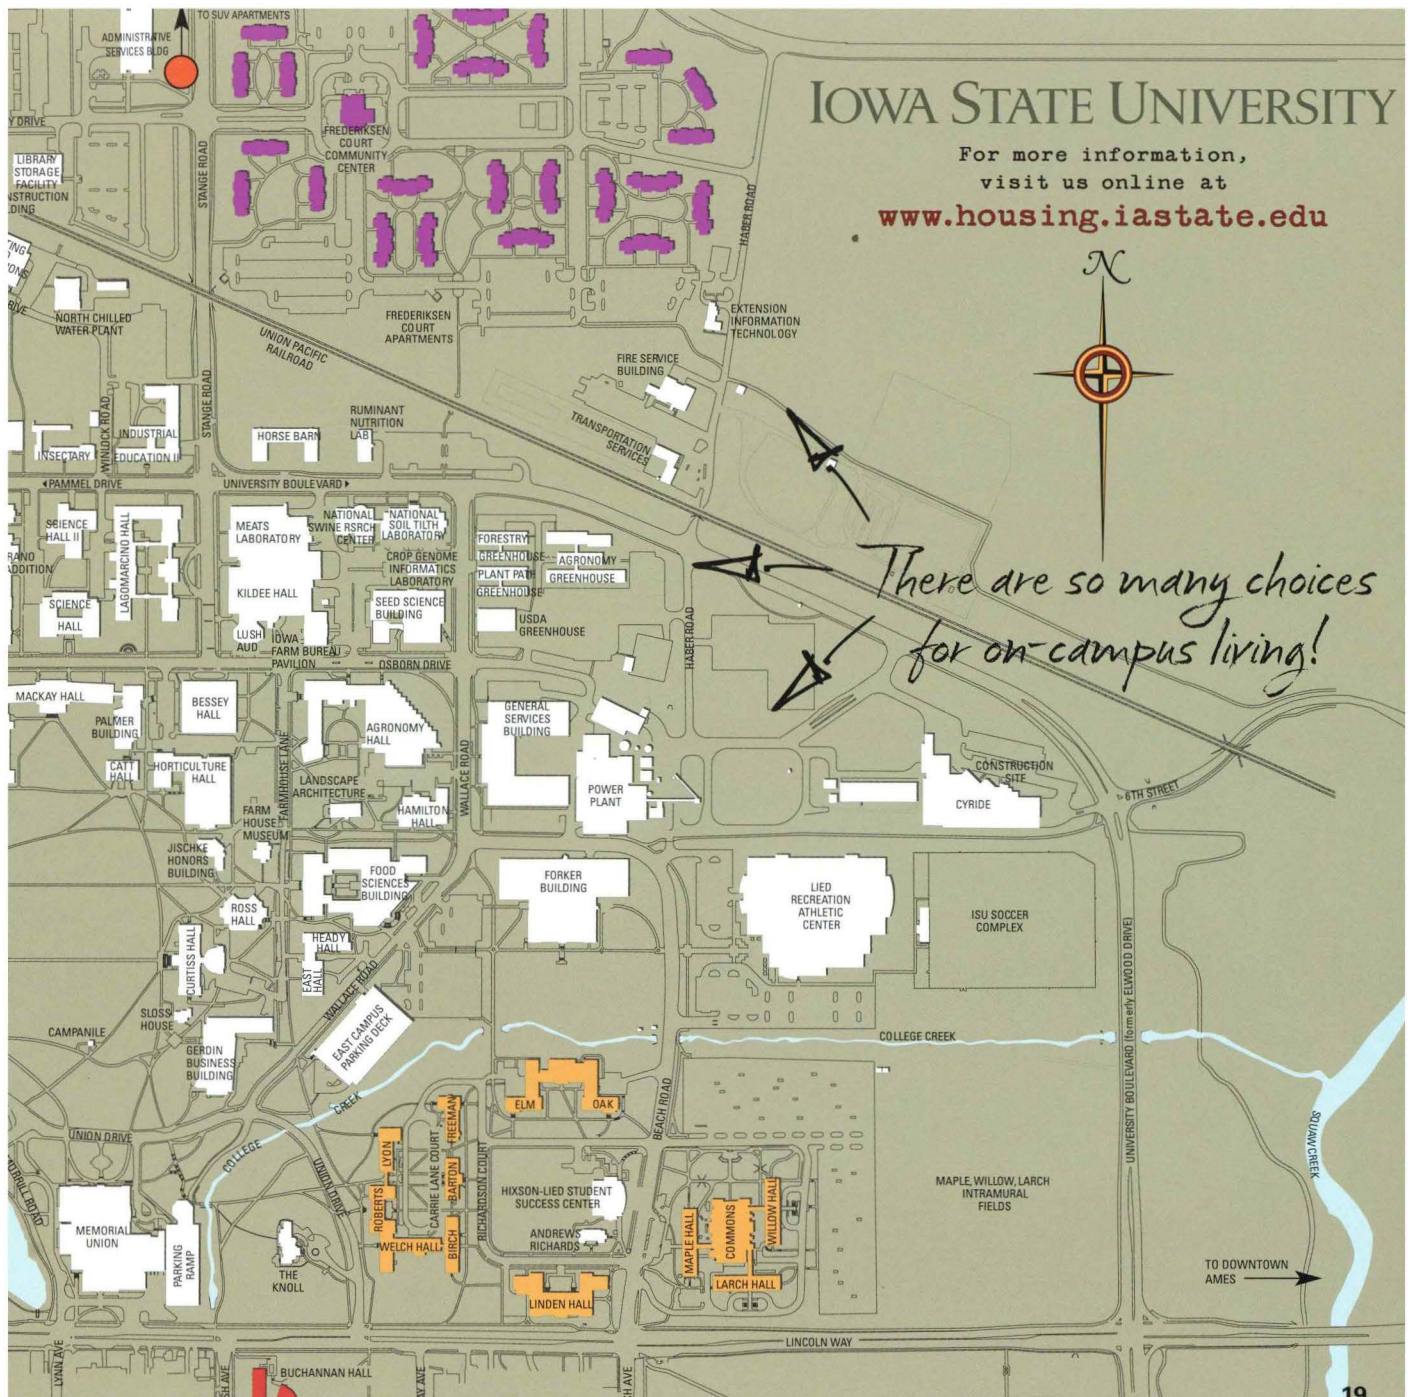 TO SUV APARTMENTS
ADMINISTRATIVE
SERVICES BLDG
IOWA STATE UNIVERSITY
For more information,
visit us online at
www.housing.iastate.edu
N
Y DRIVE
LIBRARY
STORAGE
FACILITY
NSTRUCTION
LDING
STANGE ROAD
FREDERIKSEN
COURT
COMMUNITY
CENTER
HABER ROAD
NORTH CHILLED
WATER PLANT
UNION PACIFIC
RAILROAD
FREDERIKSEN
COURT
APARTMENTS
EXTENSION
INFORMATION
TECHNOLOGY
FIRE SERVICE
BUILDING
TRANSPORTATION
SERVICES
WINLOCK ROAD
STANGE ROAD
INDUSTRIAL
EDUCATION II
INSECTARY
HORSE BARN
RUMINANT
NUTRITION
LAB
PAMMEL DRIVE
UNIVERSITY BOULEVARD
SCIENCE
HALL II
LAGOMARCINO HALL
MEATS
LABORATORY
NATIONAL
SWINE RSRCH
CENTER
NATIONAL
SOIL TILTH
LABORATORY
FORESTRY
GREENHOUSE
PLANT PATH
GREENHOUSE
AGRONOMY
GREENHOUSE
CROP GENOME
INFORMATICS
LABORATORY
KILDEE HALL
SEED SCIENCE
BUILDING
SCIENCE
HALL
LUSH
AUD
IOWA
FARM BUREAU
PAVILION
USDA
GREENHOUSE
OSBORN DRIVE
HABER ROAD
There are so many choices
for on-campus living!
MACKAY HALL
PALMER
BUILDING
BESSEY
HALL
AGRONOMY
HALL
GENERAL
SERVICES
BUILDING
CATT
HALL
HORTICULTURE
HALL
FARMHOUSE LANE
LANDSCAPE
ARCHITECTURE
WALLACE ROAD
POWER
PLANT
CONSTRUCTION
SITE
CYRIDE
6TH STREET
FARM
HOUSE
MUSEUM
HAMILTON
HALL
JISCHKE
HONORS
BUILDING
FOOD
SCIENCES
BUILDING
FORKER
BUILDING
LIED
RECREATION
ATHLETIC
CENTER
ISU SOCCER
COMPLEX
ROSS
HALL
HEADY
HALL
EAST
HALL
CURTISS HALL
WALLACE ROAD
SLOSS
HOUSE
CAMPANILE
GERDIN
BUSINESS
BUILDING
EAST CAMPUS
PARKING DECK
COLLEGE CREEK
UNIVERSITY BOULEVARD (formerly ELWOOD DRIVE)
ELM
OAK
BEACH ROAD
COLLEGE
CREEK
UNION DRIVE
UNION DRIVE
MORRILL ROAD
LYON
FREEMAN
ROBERTS
CARRIE LANE COURT
BARTON
RICHARDSON COURT
WELCH HALL
BIRCH
HIXSON-LIED STUDENT
SUCCESS CENTER
ANDREWS
RICHARDS
MAPLE HALL
COMMONS
WILLOW HALL
LARCH HALL
LINDEN HALL
MAPLE, WILLOW, LARCH
INTRAMURAL
FIELDS
SQUAW CREEK
MEMORIAL
UNION
PARKING
RAMP
THE
KNOLL
TO DOWNTOWN
AMES
LINCOLN WAY
LYNN AVE
BUCHANNAN HALL
19